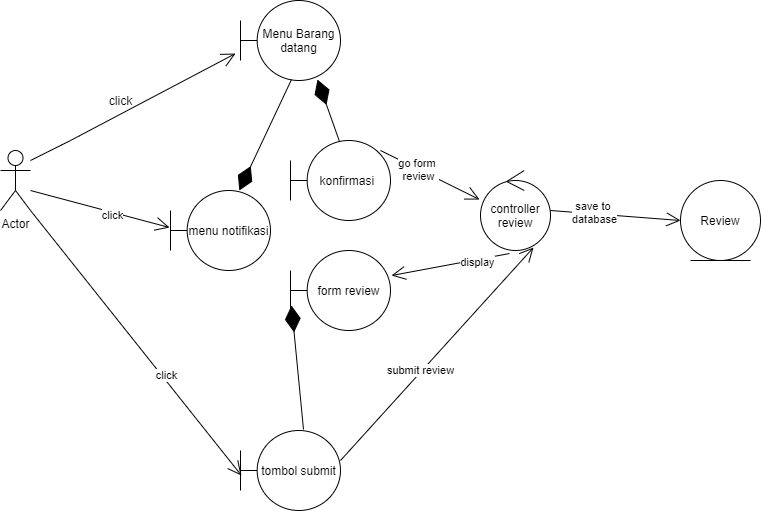 Menu Barang
datang
click
konfirmasi
go form
review
Actor
click
menu notifikasi
controller
review
save to
database
Review
display
form review
click
submit review
tombol submit